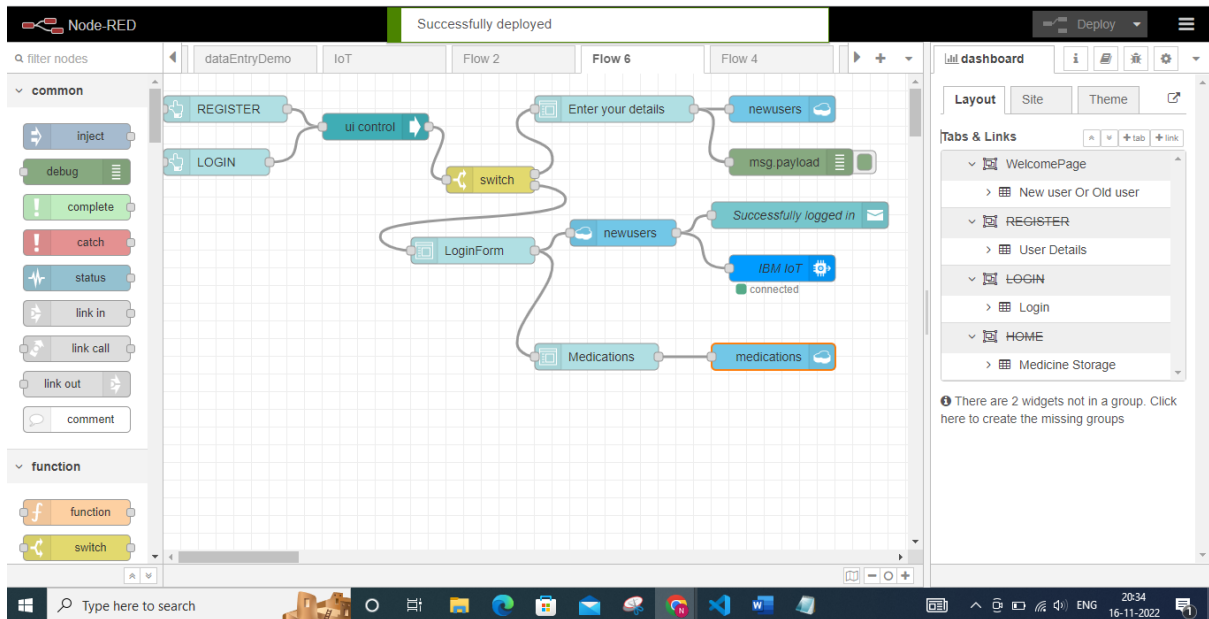 Node-RED
Successfully deployed
Deploy
filter nodes
dataEntryDemo
IoT
Flow 2
Flow 6
Flow 4
dashboard
common
inject
debug
complete
catch
status
link in
link call
link out
comment
function
function
switch
REGISTER
LOGIN
ui control
switch
Enter your details
newusers
msg.payload
LoginForm
newusers
Successfully logged in
IBM IoT
connected
Medications
medications
Layout
Site
Theme
Tabs & Links
+ tab
+ link
WelcomePage
New user Or Old user
REGISTER
User Details
LOGIN
Login
HOME
Medicine Storage
There are 2 widgets not in a group. Click
here to create the missing groups
Type here to search
ENG
20:34
16-11-2022